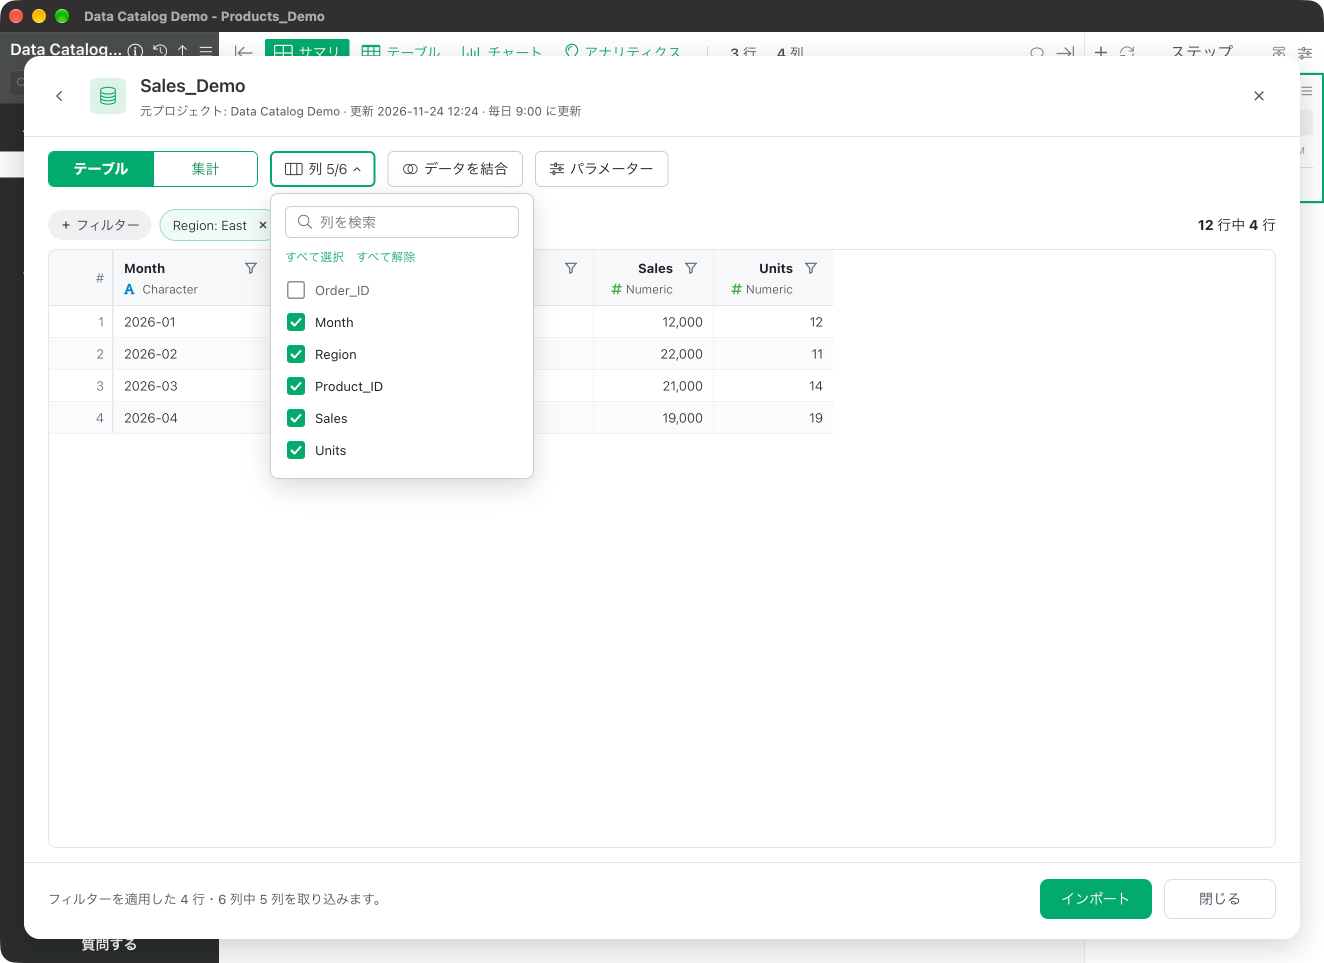 Data Catalog Demo - Products_Demo
Data Catalog...
サマリ
テーブル
チャート
アナリティクス
3 行
4 列
ステップ
Sales_Demo
元プロジェクト: Data Catalog Demo · 更新 2026-11-24 12:24 · 毎日 9:00 に更新
テーブル
集計
列 5/6
データを結合
パラメーター
+ フィルター
Region: East ×
12 行中 4 行
列を検索
すべて選択 すべて解除
Order_ID
Month
Region
Product_ID
Sales
Units
# Month Sales Units
A Character # Numeric # Numeric
1 2026-01 12,000 12
2 2026-02 22,000 11
3 2026-03 21,000 14
4 2026-04 19,000 19
フィルターを適用した 4 行・6 列中 5 列を取り込みます。
インポート
閉じる
質問する